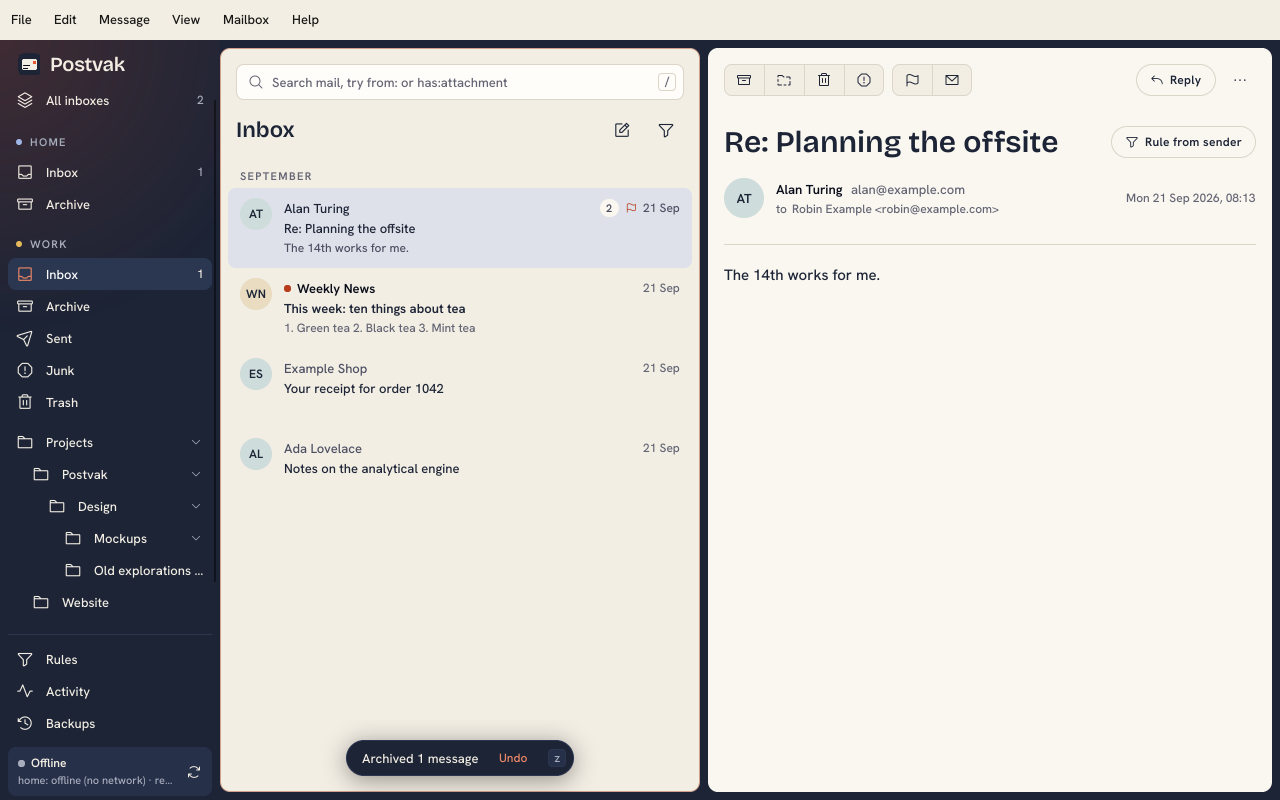 File Edit Message View Mailbox Help
Postvak
All inboxes 2
HOME
Inbox 1
Archive
WORK
Inbox 1
Archive
Sent
Junk
Trash
Projects
Postvak
Design
Mockups
Old explorations ...
Website
Rules
Activity
Backups
Offline
home: offline (no network) · re...
Search mail, try from: or has:attachment /
Inbox
SEPTEMBER
AT Alan Turing 2 21 Sep
Re: Planning the offsite
The 14th works for me.
WN Weekly News 21 Sep
This week: ten things about tea
1. Green tea 2. Black tea 3. Mint tea
ES Example Shop 21 Sep
Your receipt for order 1042
AL Ada Lovelace 21 Sep
Notes on the analytical engine
Archived 1 message Undo z
Reply ...
Re: Planning the offsite Rule from sender
AT Alan Turing alan@example.com
to Robin Example <robin@example.com> Mon 21 Sep 2026, 08:13
The 14th works for me.